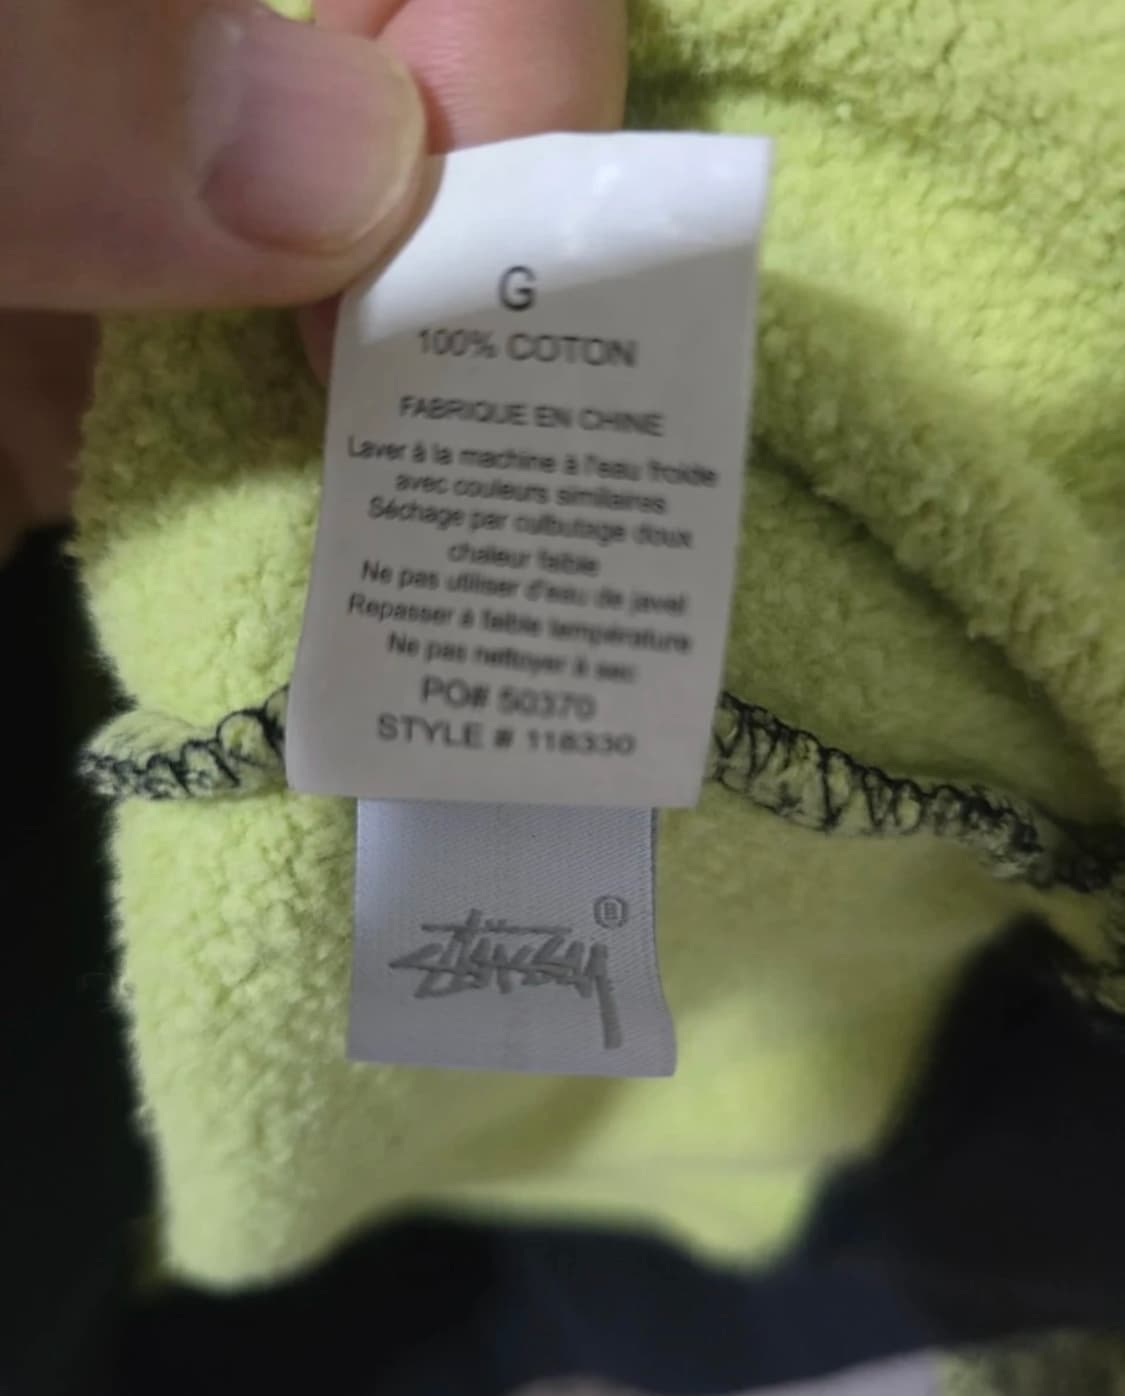 G
100% COTON
FABRIQUE EN CHINE
Laver à la machine à l'eau froide
avec couleurs similaires
Séchage par culbutage doux
chaleur faible
Ne pas utiliser d'eau de javel
Repasser à faible température
Ne pas nettoyer à sec
PO# 50370
STYLE # 118330
stüssy ®